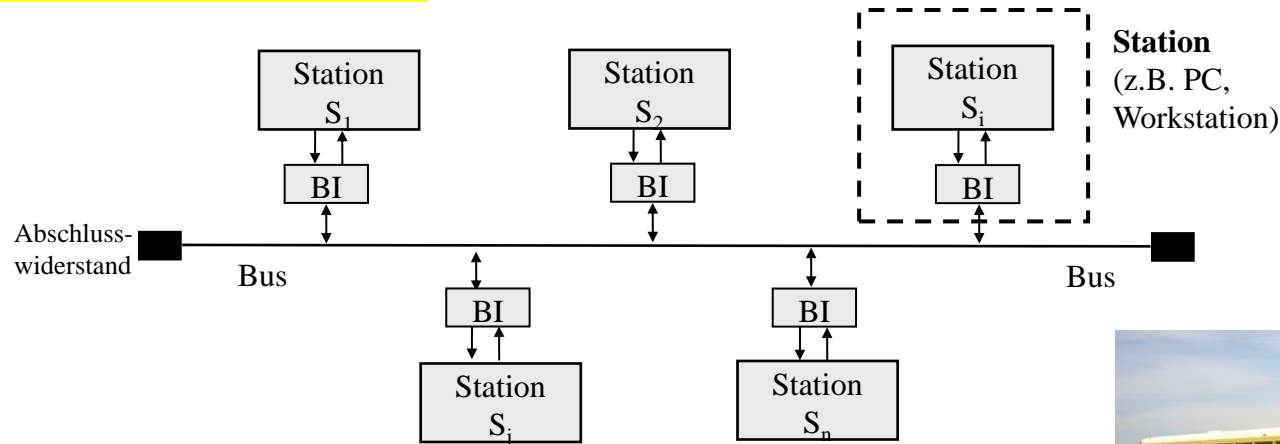 Station
S₁
BI
Station
S₂
BI
Station
Sᵢ
BI
Station
(z.B. PC,
Workstation)
Abschluss-
widerstand
Bus
Bus
BI
Station
BI
Station
Sₙ